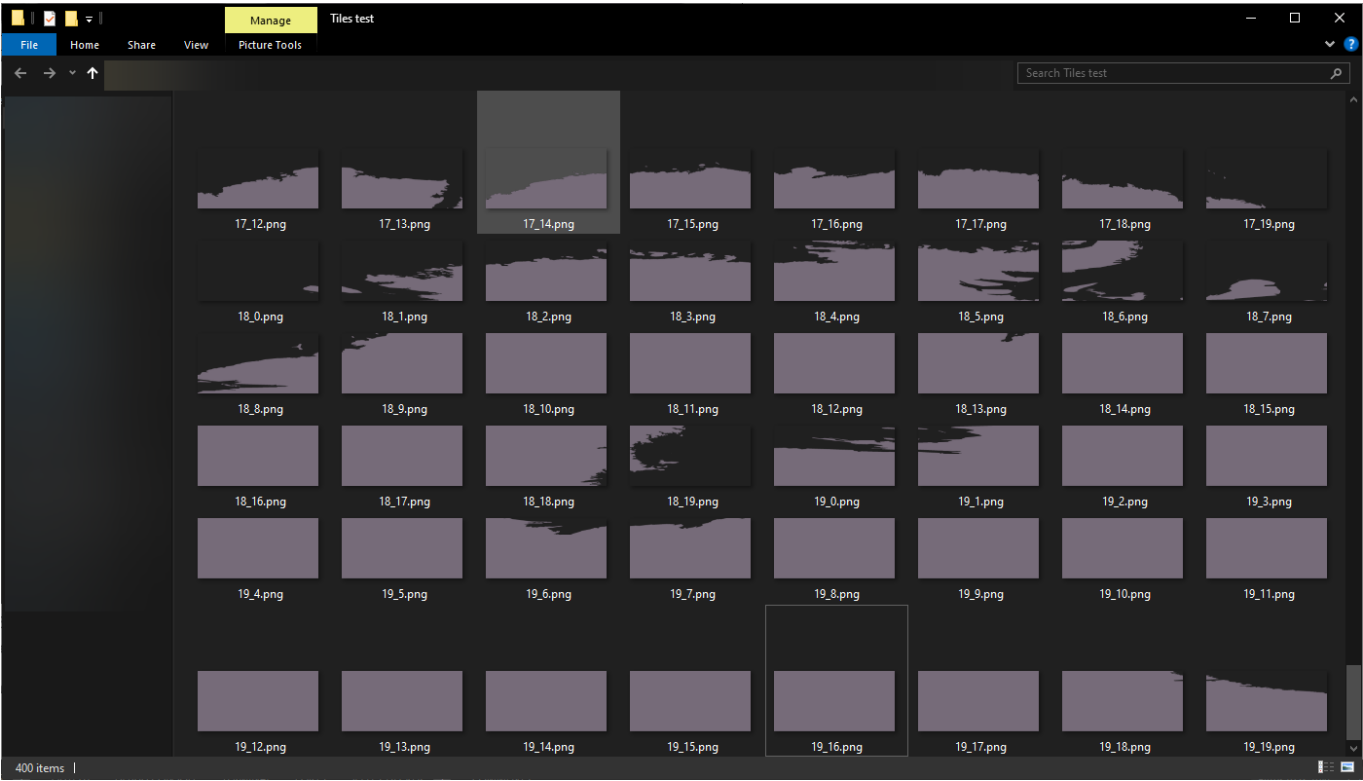 Manage
Tiles test
File
Home
Share
View
Picture Tools
Search Tiles test
17_12.png
17_13.png
17_14.png
17_15.png
17_16.png
17_17.png
17_18.png
17_19.png
18_0.png
18_1.png
18_2.png
18_3.png
18_4.png
18_5.png
18_6.png
18_7.png
18_8.png
18_9.png
18_10.png
18_11.png
18_12.png
18_13.png
18_14.png
18_15.png
18_16.png
18_17.png
18_18.png
18_19.png
19_0.png
19_1.png
19_2.png
19_3.png
19_4.png
19_5.png
19_6.png
19_7.png
19_8.png
19_9.png
19_10.png
19_11.png
19_12.png
19_13.png
19_14.png
19_15.png
19_16.png
19_17.png
19_18.png
19_19.png
400 items